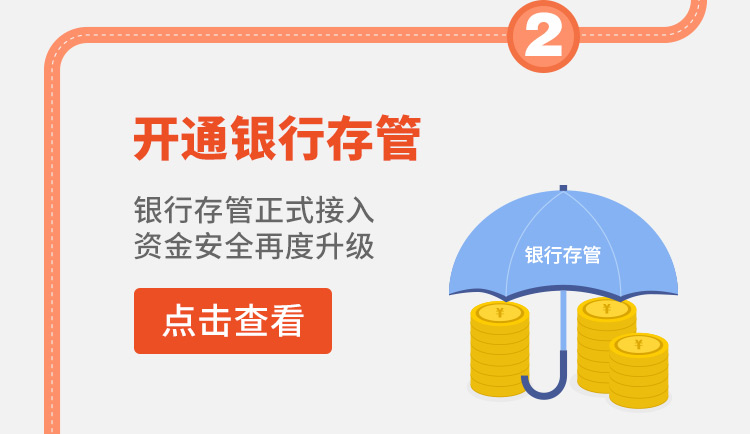 2
开通银行存管
银行存管正式接入
资金安全再度升级
点击查看
银行存管
¥
¥
¥